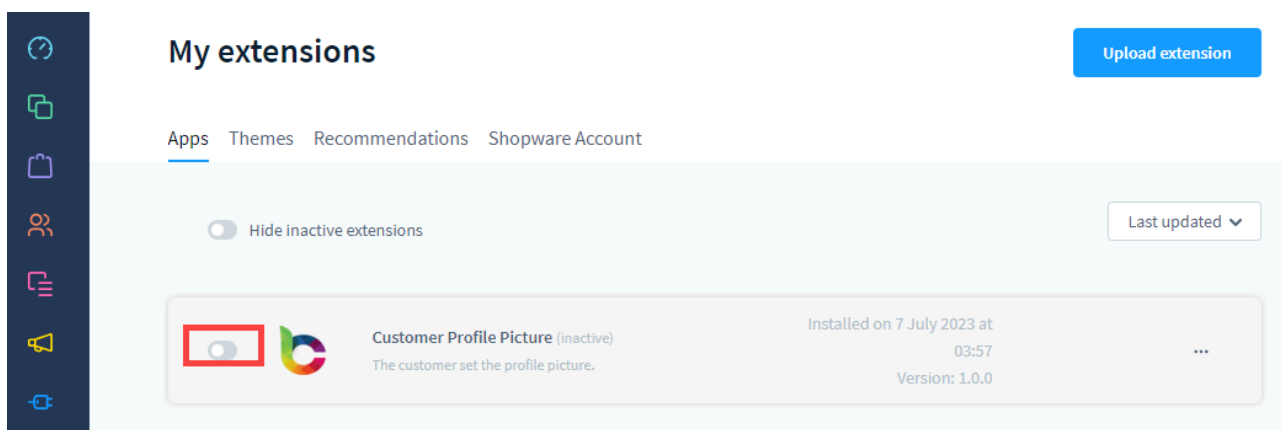 My extensions
Upload extension
Apps Themes Recommendations Shopware Account
Hide inactive extensions
Last updated
Customer Profile Picture (inactive)
The customer set the profile picture.
Installed on 7 July 2023 at
03:57
Version: 1.0.0